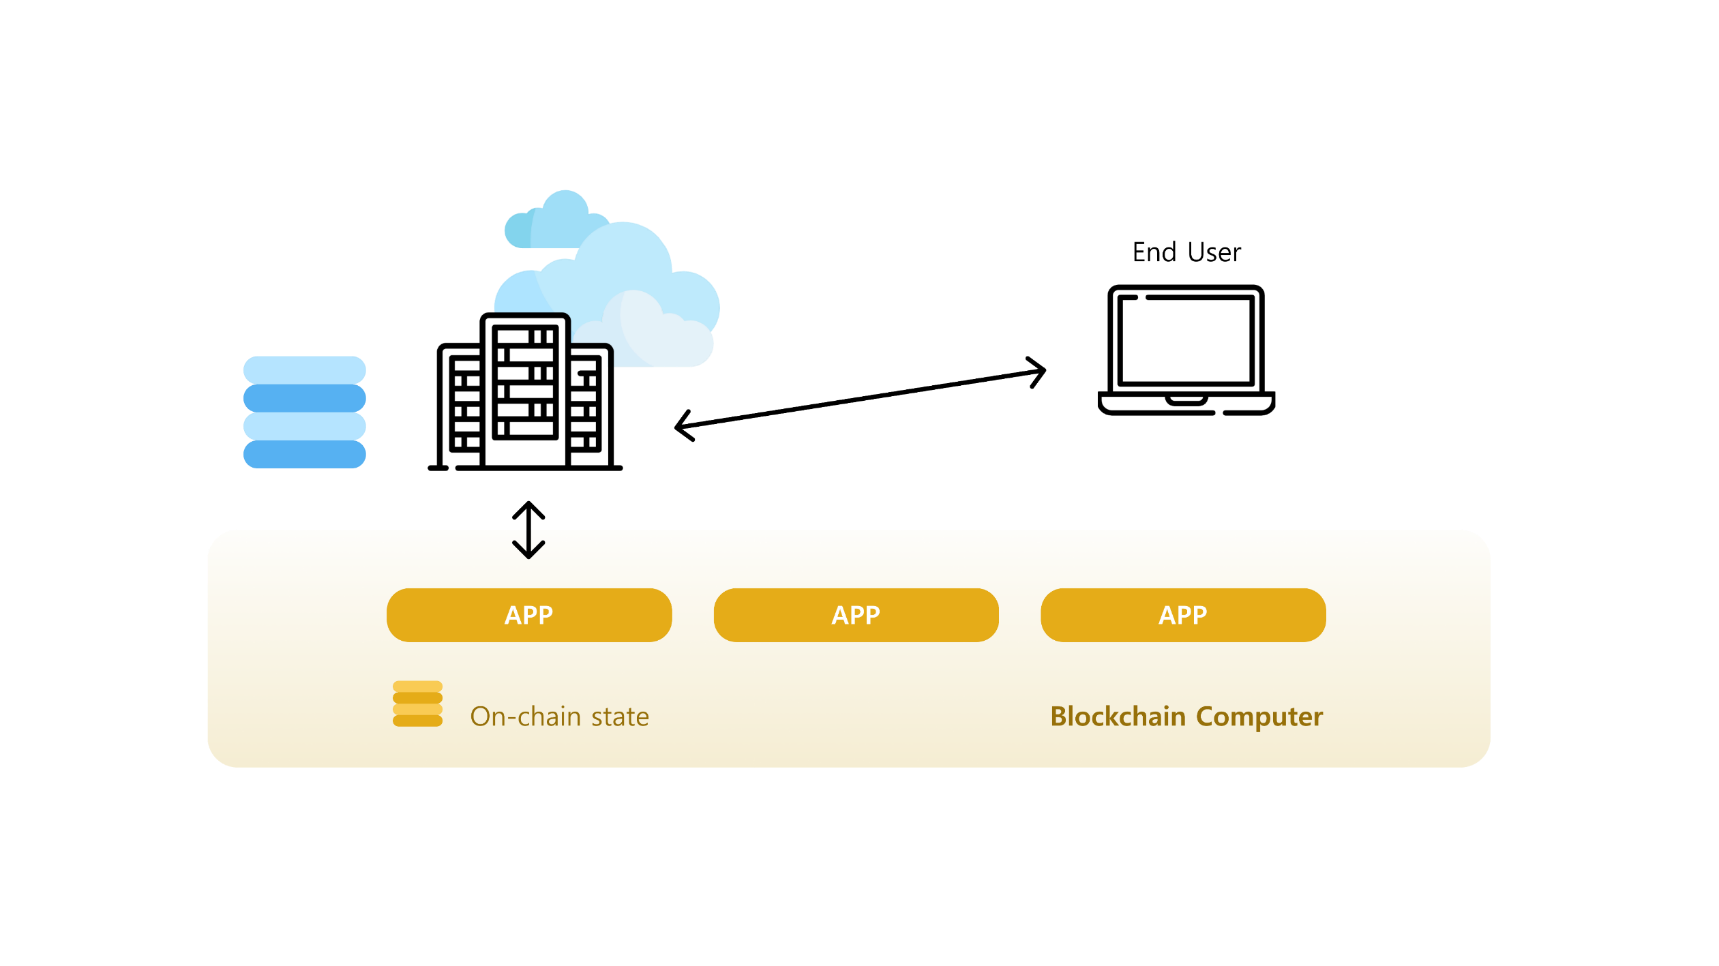 End User
APP
APP
APP
On-chain state
Blockchain Computer